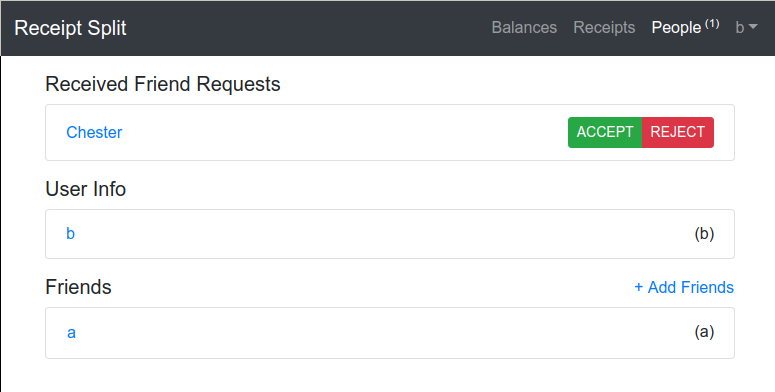 Receipt Split Balances Receipts People (1) b
Received Friend Requests
Chester ACCEPT REJECT
User Info
b (b)
Friends + Add Friends
a (a)